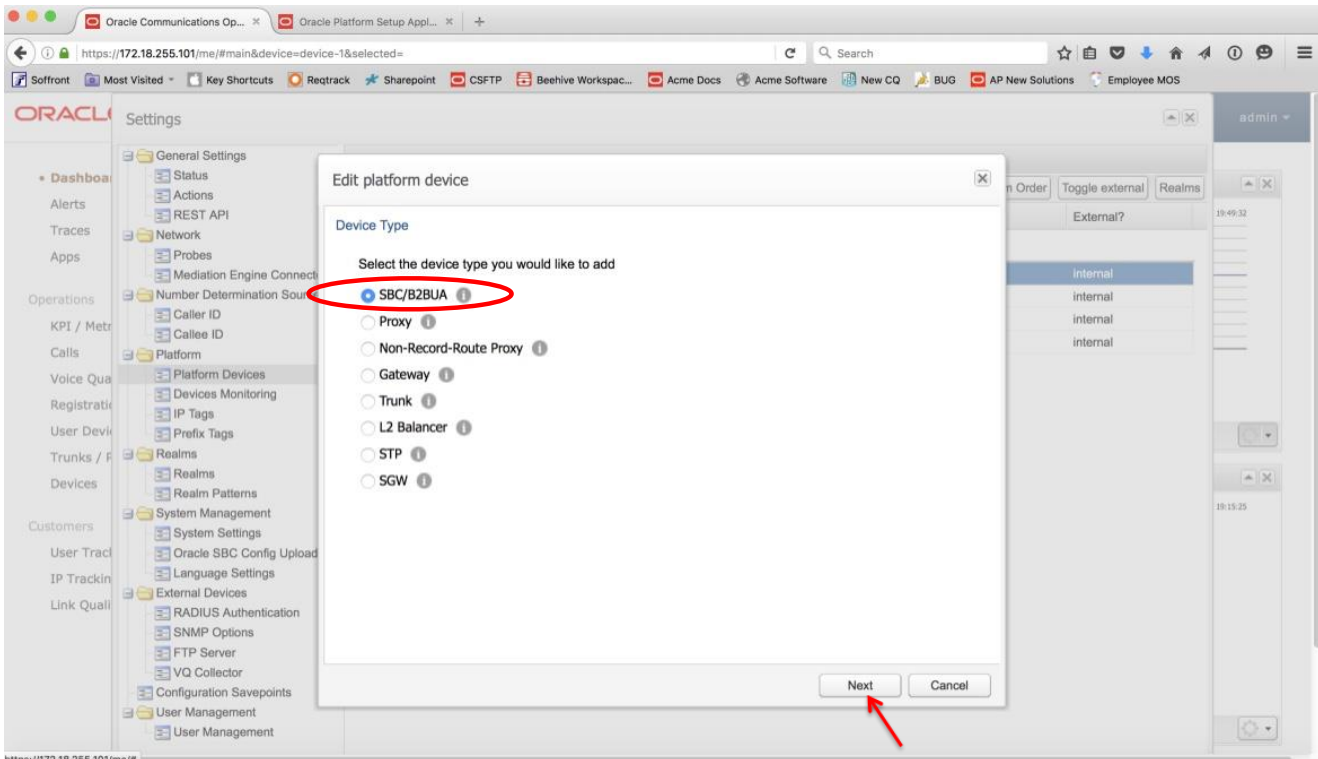 Oracle Communications Op... ×
Oracle Platform Setup Appl... ×
https://172.18.255.101/me/#main&device=device-1&selected=
Search
Soffront
Most Visited
Key Shortcuts
Reqtrack
Sharepoint
CSFTP
Beehive Workspac...
Acme Docs
Acme Software
New CQ
BUG
AP New Solutions
Employee MOS
ORACL
admin
• Dashboa
Alerts
Traces
Apps
Operations
KPI / Metr
Calls
Voice Qua
Registrati
User Devi
Trunks / P
Devices
Customers
User Tracl
IP Trackin
Link Quali
Settings
General Settings
Status
Actions
REST API
Network
Probes
Mediation Engine Connecti
Number Determination Sour
Caller ID
Callee ID
Platform
Platform Devices
Devices Monitoring
IP Tags
Prefix Tags
Realms
Realms
Realm Patterns
System Management
System Settings
Oracle SBC Config Upload
Language Settings
External Devices
RADIUS Authentication
SNMP Options
FTP Server
VQ Collector
Configuration Savepoints
User Management
User Management
Edit platform device
Device Type
Select the device type you would like to add
SBC/B2BUA
Proxy
Non-Record-Route Proxy
Gateway
Trunk
L2 Balancer
STP
SGW
Next
Cancel
n Order
Toggle external
Realms
External?
internal
internal
internal
internal
19:49:32
19:15:25